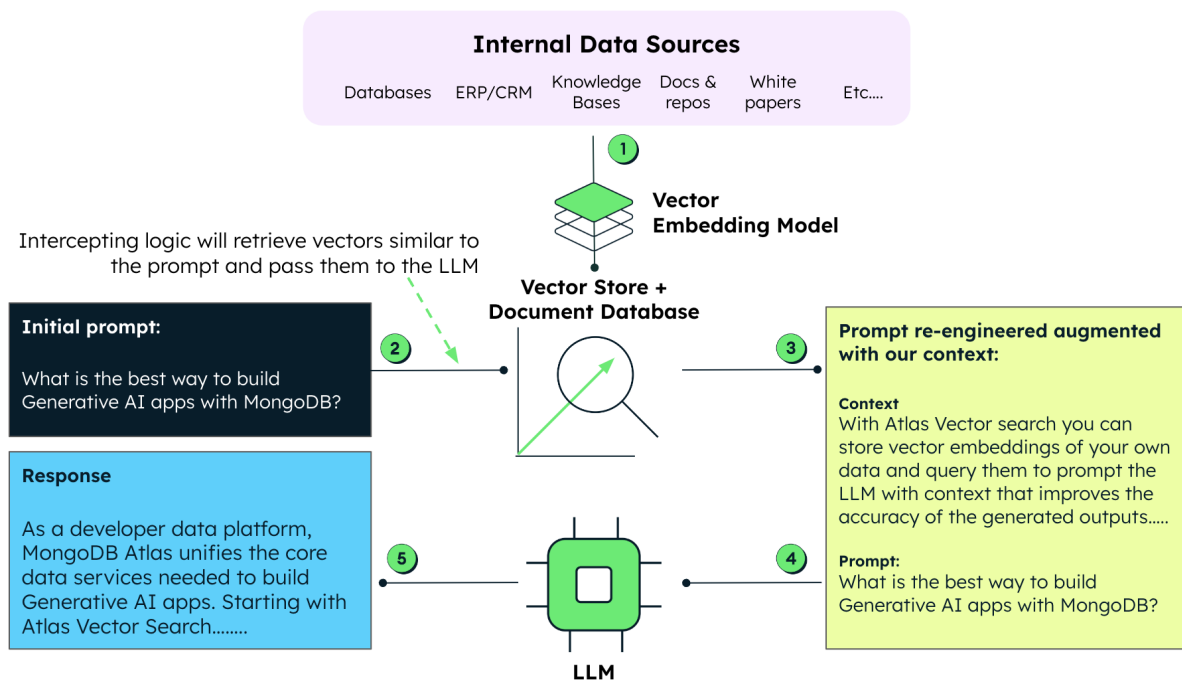 Internal Data Sources
Databases
ERP/CRM
Knowledge
Bases
Docs &
repos
White
papers
Etc....
1
Vector
Embedding Model
Intercepting logic will retrieve vectors similar to
the prompt and pass them to the LLM
Vector Store +
Document Database
Initial prompt:
What is the best way to build
Generative AI apps with MongoDB?
2
3
Prompt re-engineered augmented
with our context:
Context
With Atlas Vector search you can
store vector embeddings of your own
data and query them to prompt the
LLM with context that improves the
accuracy of the generated outputs.....
Prompt:
What is the best way to build
Generative AI apps with MongoDB?
4
LLM
5
Response
As a developer data platform,
MongoDB Atlas unifies the core
data services needed to build
Generative AI apps. Starting with
Atlas Vector Search........